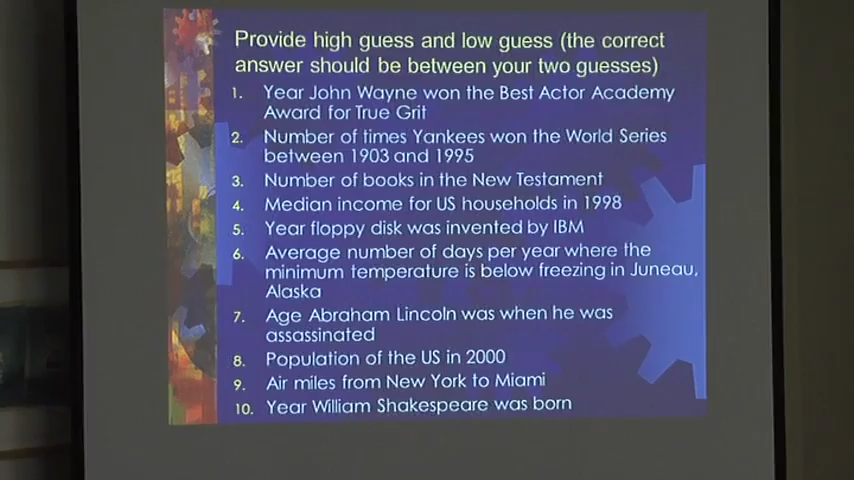 Provide high guess and low guess (the correct
answer should be between your two guesses)
1. Year John Wayne won the Best Actor Academy
Award for True Grit
2. Number of times Yankees won the World Series
between 1903 and 1995
3. Number of books in the New Testament
4. Median income for US households in 1998
5. Year floppy disk was invented by IBM
6. Average number of days per year where the
minimum temperature is below freezing in Juneau,
Alaska
7. Age Abraham Lincoln was when he was
assassinated
8. Population of the US in 2000
9. Air miles from New York to Miami
10. Year William Shakespeare was born